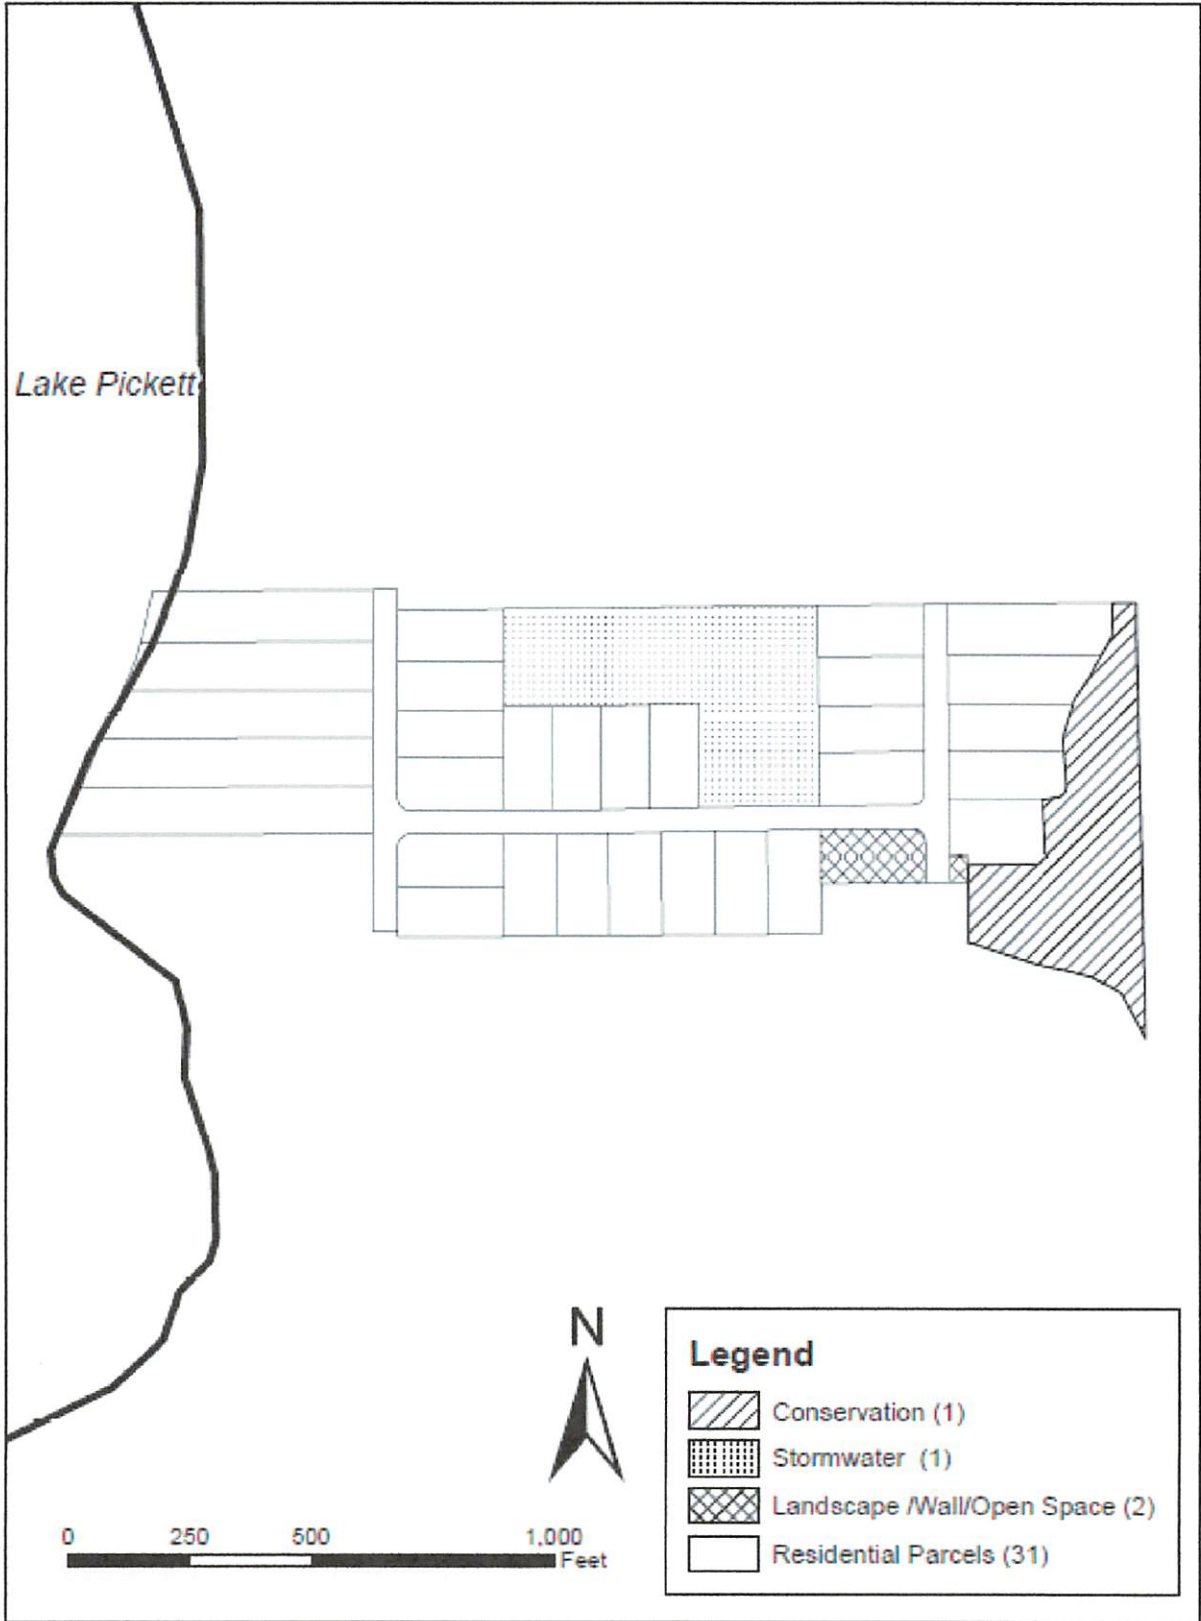 Lake Pickett
N
Legend
Conservation (1)
Stormwater (1)
Landscape /Wall/Open Space (2)
Residential Parcels (31)
0 250 500 1,000
Feet